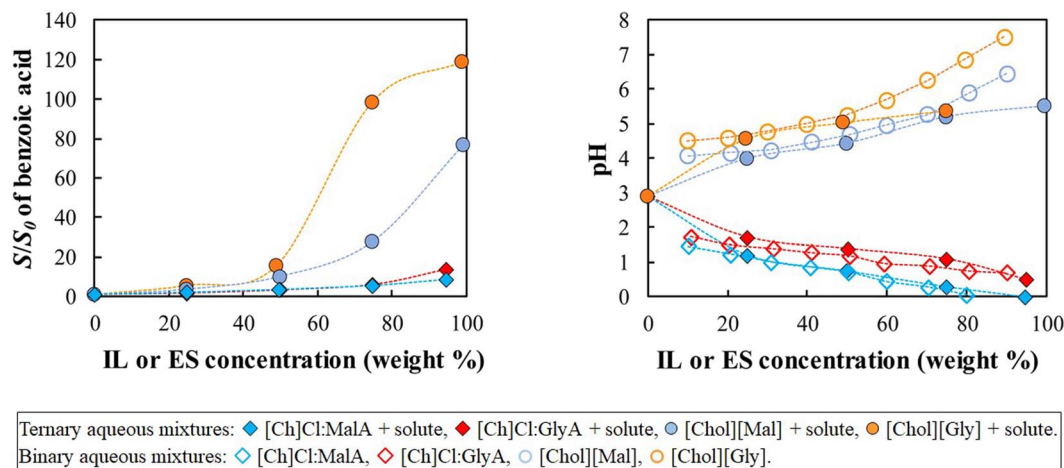 140
120
100
80
60
40
20
0
S/S0 of benzoic acid
0 20 40 60 80 100
IL or ES concentration (weight %)
8
7
6
5
4
3
2
1
0
pH
0 20 40 60 80 100
IL or ES concentration (weight %)
Ternary aqueous mixtures: [Ch]Cl:MalA + solute, [Ch]Cl:GlyA + solute, [Chol][Mal] + solute, [Chol][Gly] + solute.
Binary aqueous mixtures: [Ch]Cl:MalA, [Ch]Cl:GlyA, [Chol][Mal], [Chol][Gly].